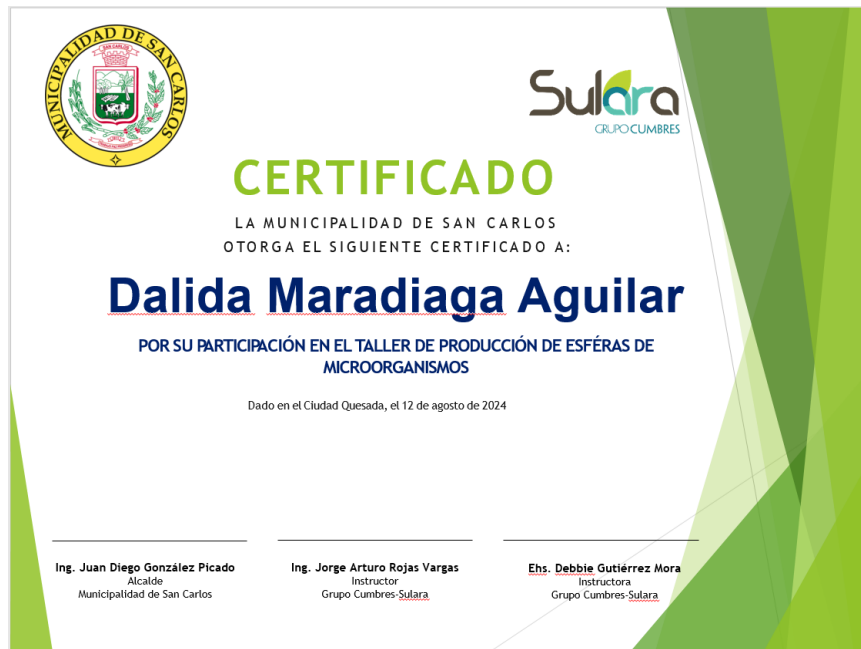 MUNICIPALIDAD DE SAN CARLOS
SAN CARLOS
Sulara
GRUPO CUMBRES
CERTIFICADO
LA MUNICIPALIDAD DE SAN CARLOS
OTORGA EL SIGUIENTE CERTIFICADO A:
Dalida Maradiaga Aguilar
POR SU PARTICIPACIÓN EN EL TALLER DE PRODUCCIÓN DE ESFÉRAS DE
MICROORGANISMOS
Dado en el Ciudad Quesada, el 12 de agosto de 2024
Ing. Juan Diego González Picado
Alcalde
Municipalidad de San Carlos
Ing. Jorge Arturo Rojas Vargas
Instructor
Grupo Cumbres-Sulara
Ehs. Debbie Gutiérrez Mora
Instructora
Grupo Cumbres-Sulara